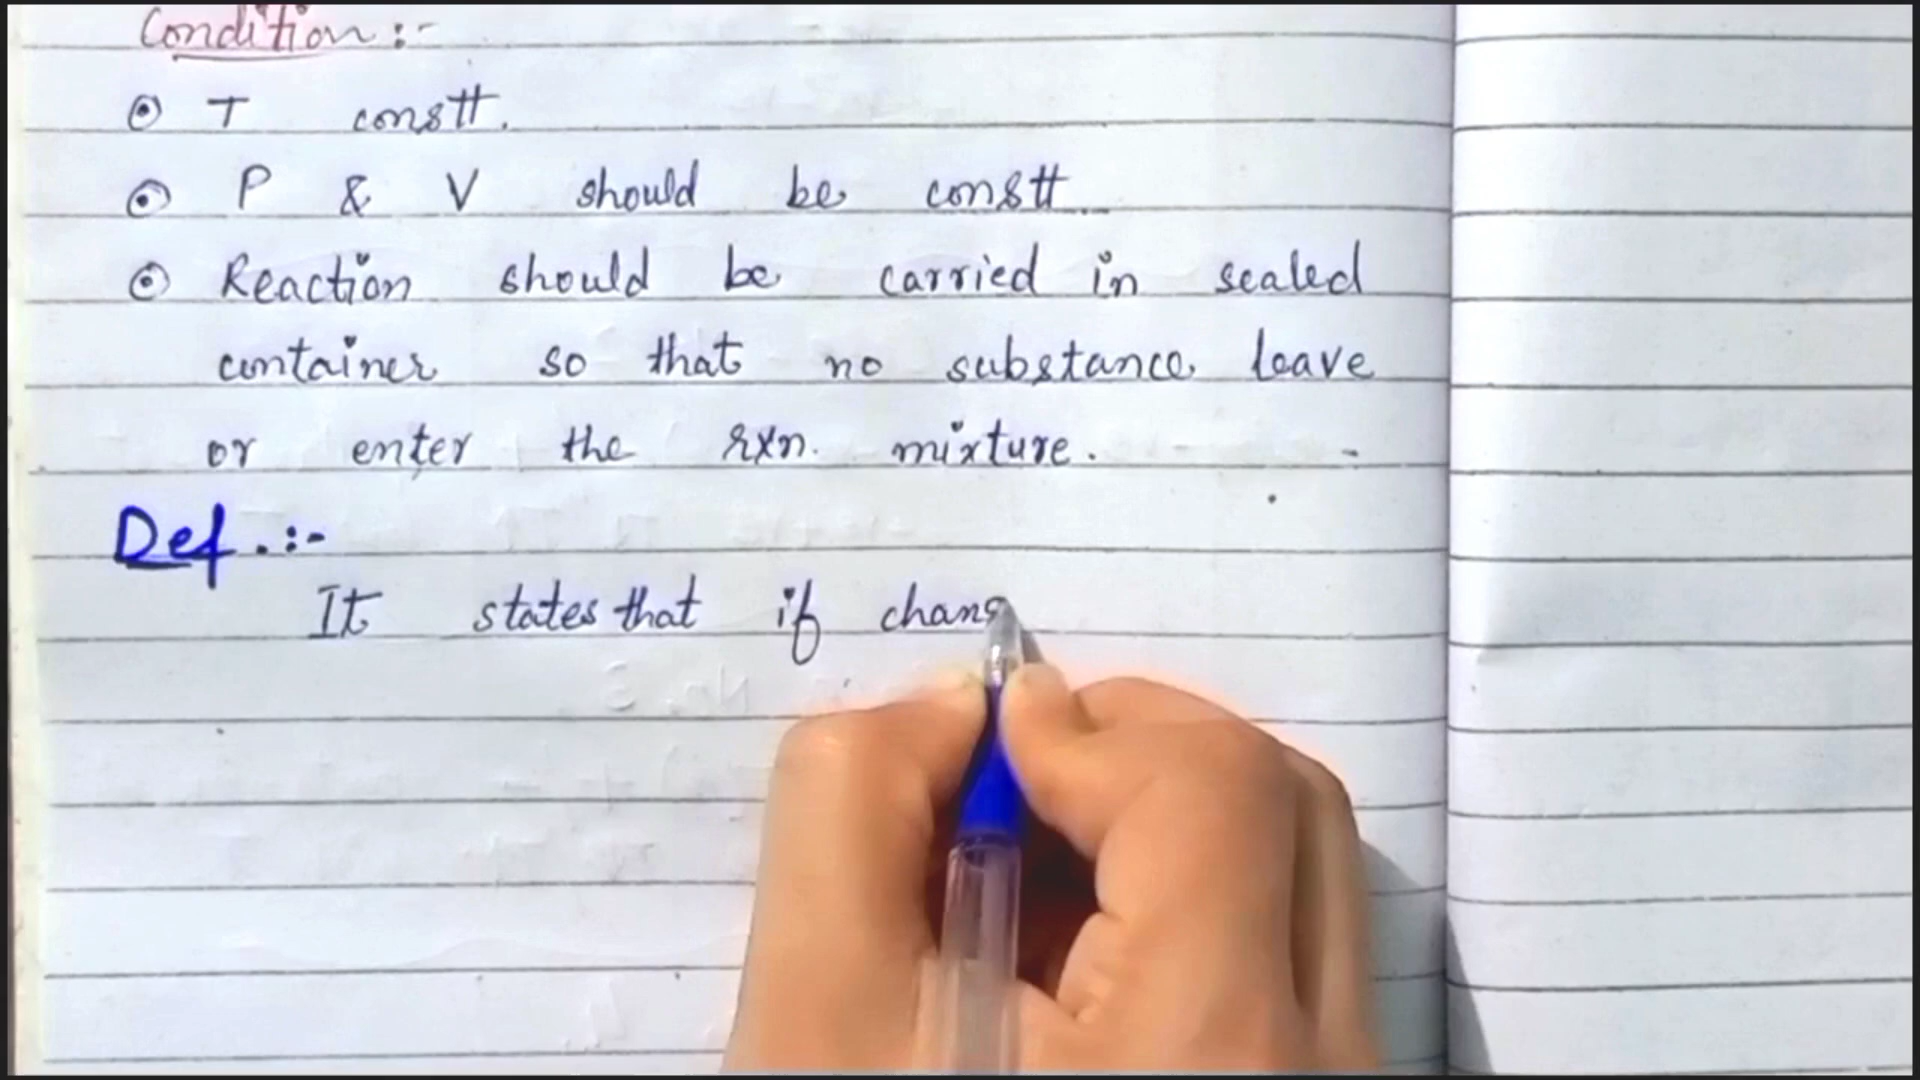 Condition :-
T constt.
P & V should be constt
Reaction should be carried in sealed
container so that no substance leave
or enter the rxn. mixture.
Def. :-
It states that if chang